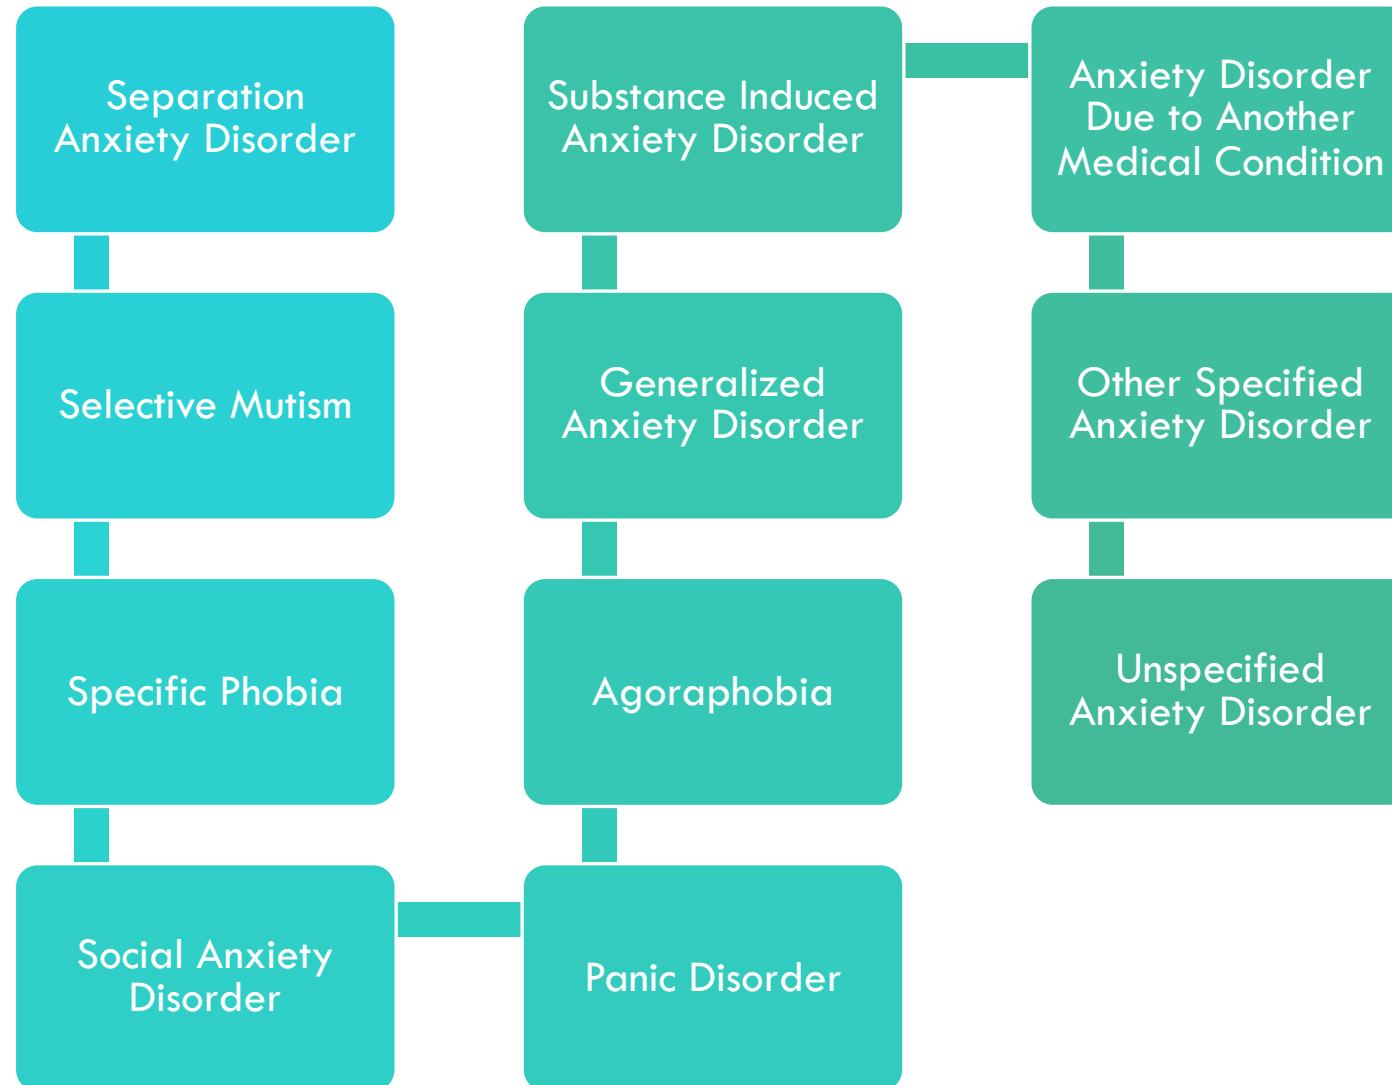 Separation
Anxiety Disorder
Selective Mutism
Specific Phobia
Social Anxiety
Disorder
Panic Disorder
Agoraphobia
Generalized
Anxiety Disorder
Substance Induced
Anxiety Disorder
Anxiety Disorder
Due to Another
Medical Condition
Other Specified
Anxiety Disorder
Unspecified
Anxiety Disorder